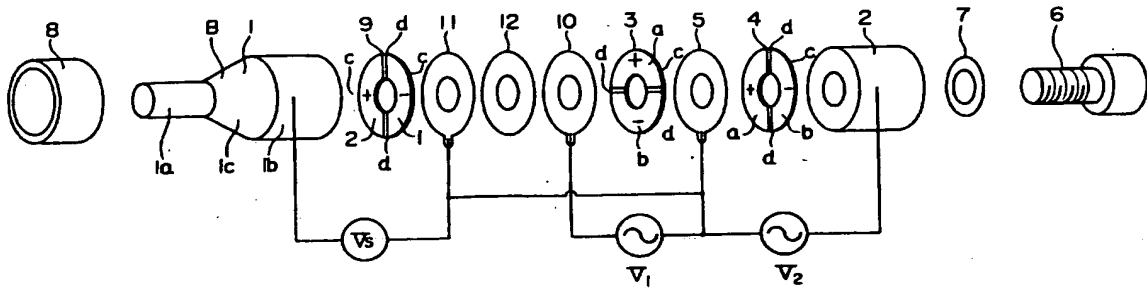 8 B 1 9 d 11 12 10 3 a 5 4 d 2 7 6
c c c c
d
+ - + + -
2 1 - d a b
1a 1c 1b d b d
Vs V1 V2